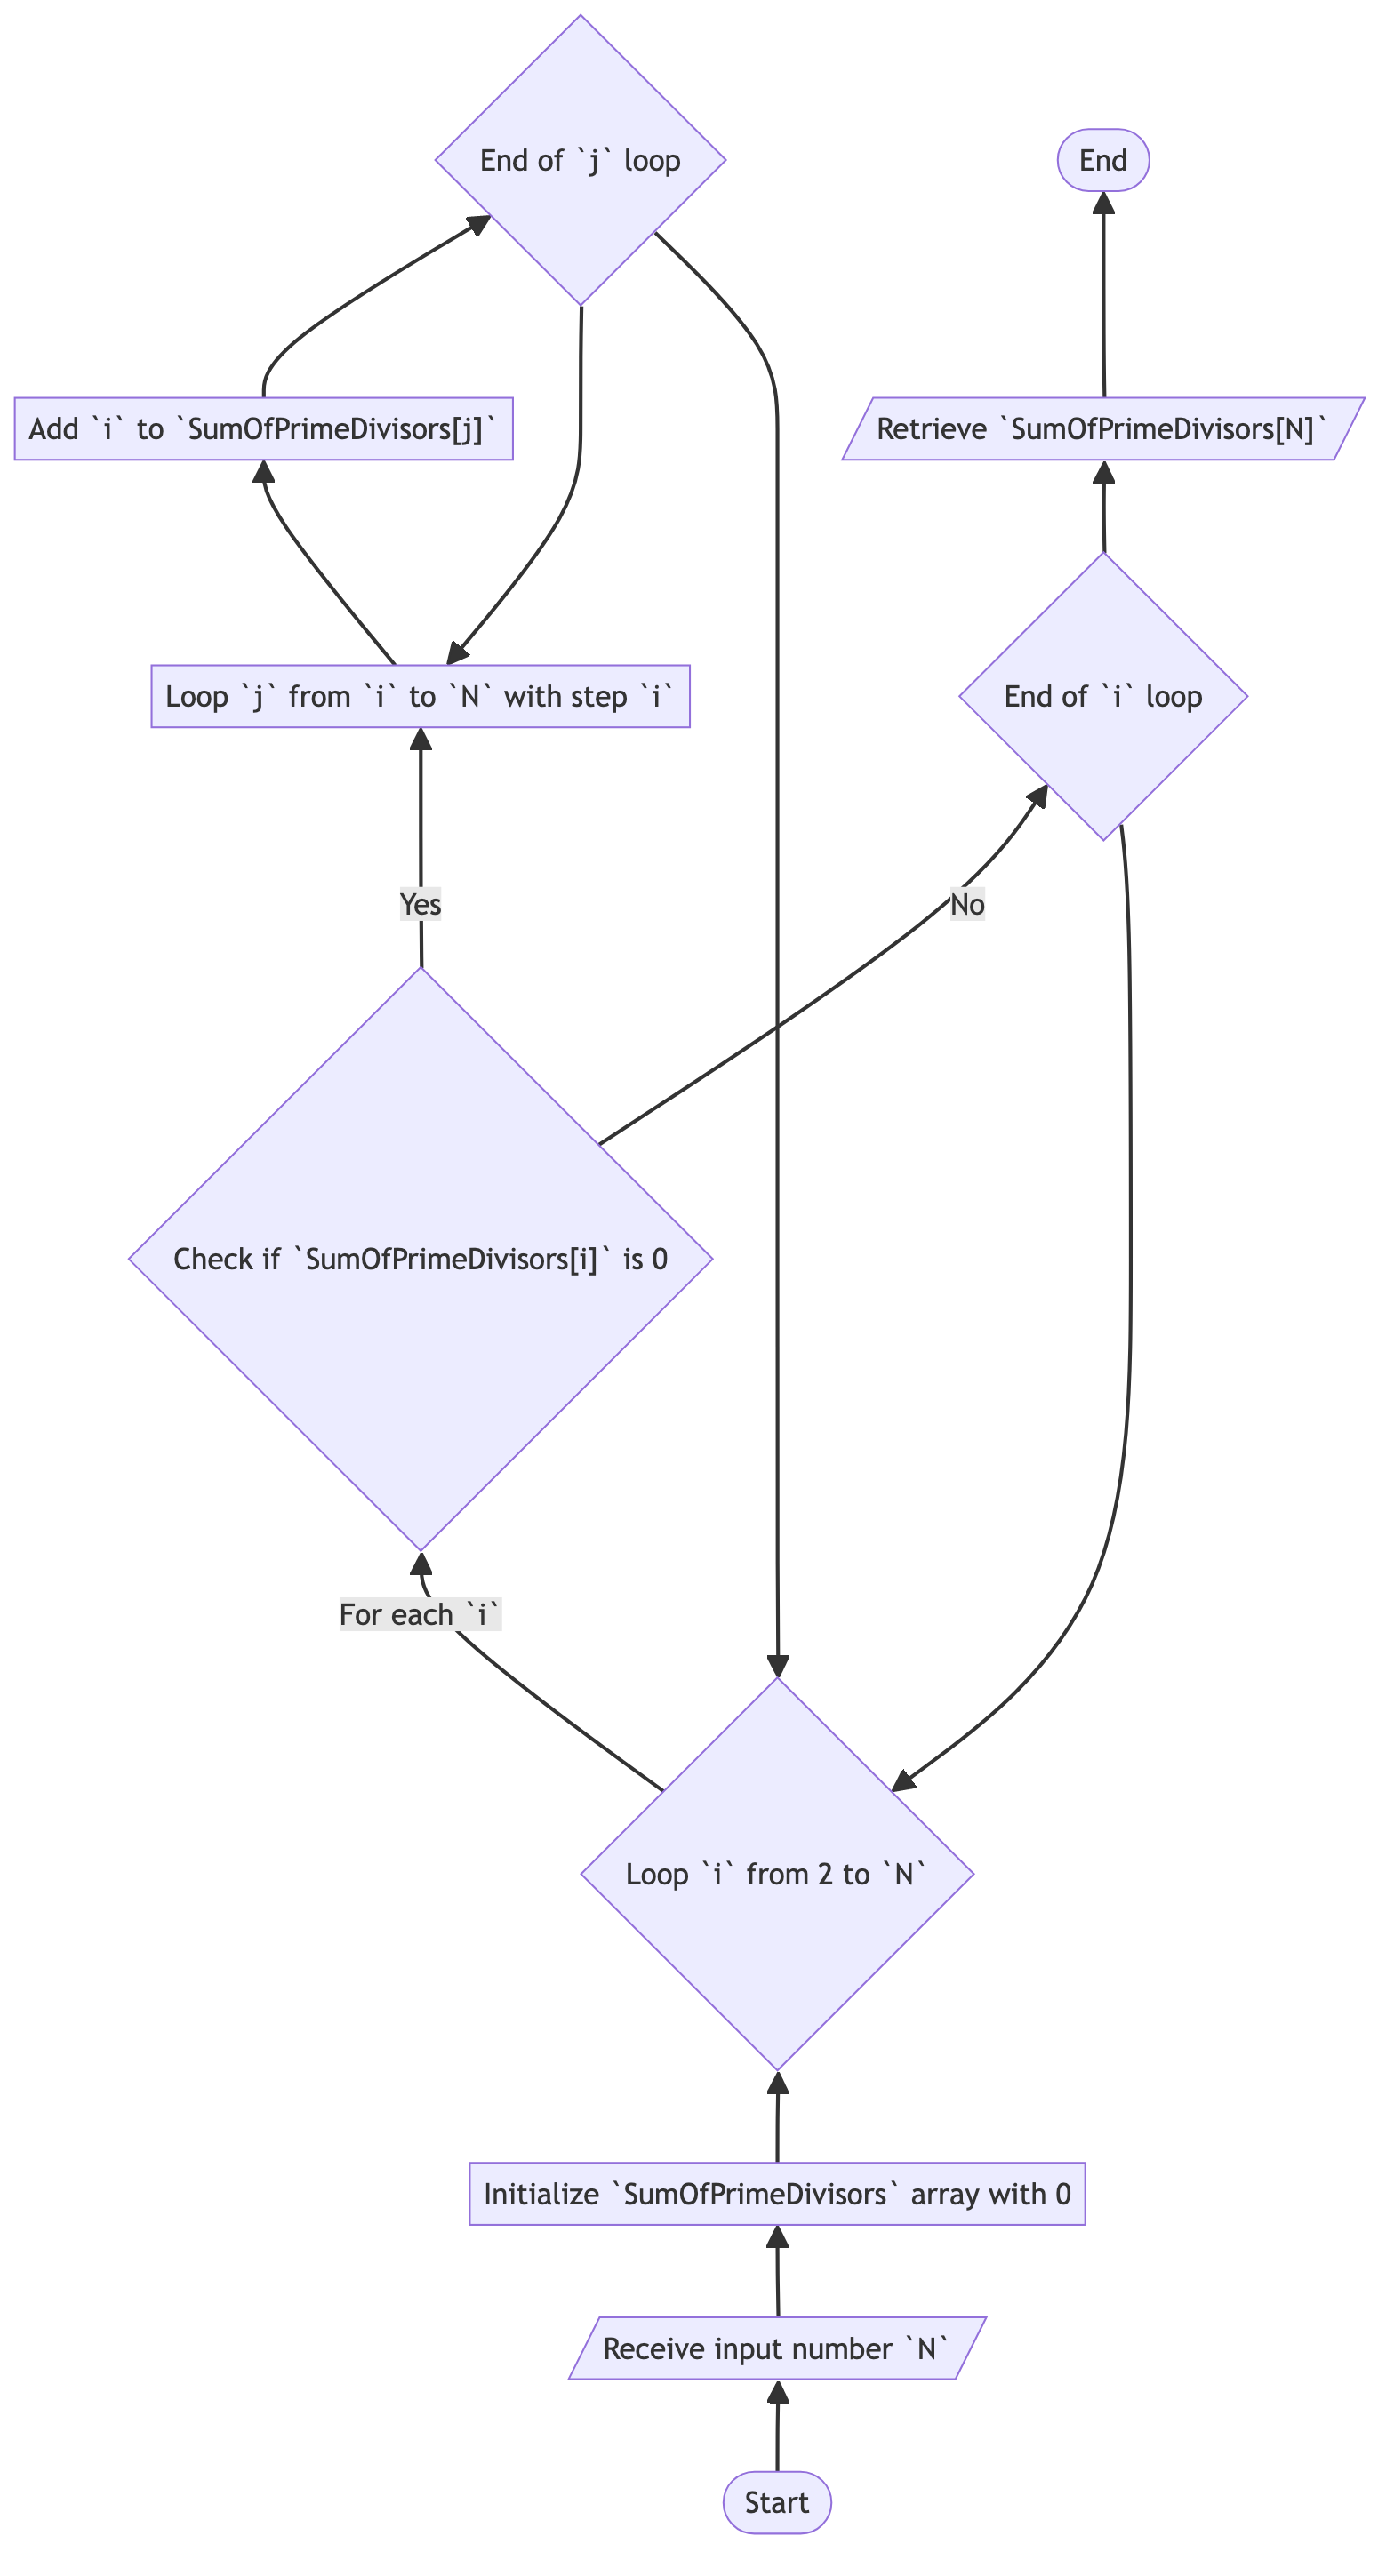 End of `j` loop
End
Add `i` to `SumOfPrimeDivisors[j]`
Retrieve `SumOfPrimeDivisors[N]`
Loop `j` from `i` to `N` with step `i`
End of `i` loop
Yes
No
Check if `SumOfPrimeDivisors[i]` is 0
For each `i`
Loop `i` from 2 to `N`
Initialize `SumOfPrimeDivisors` array with 0
Receive input number `N`
Start